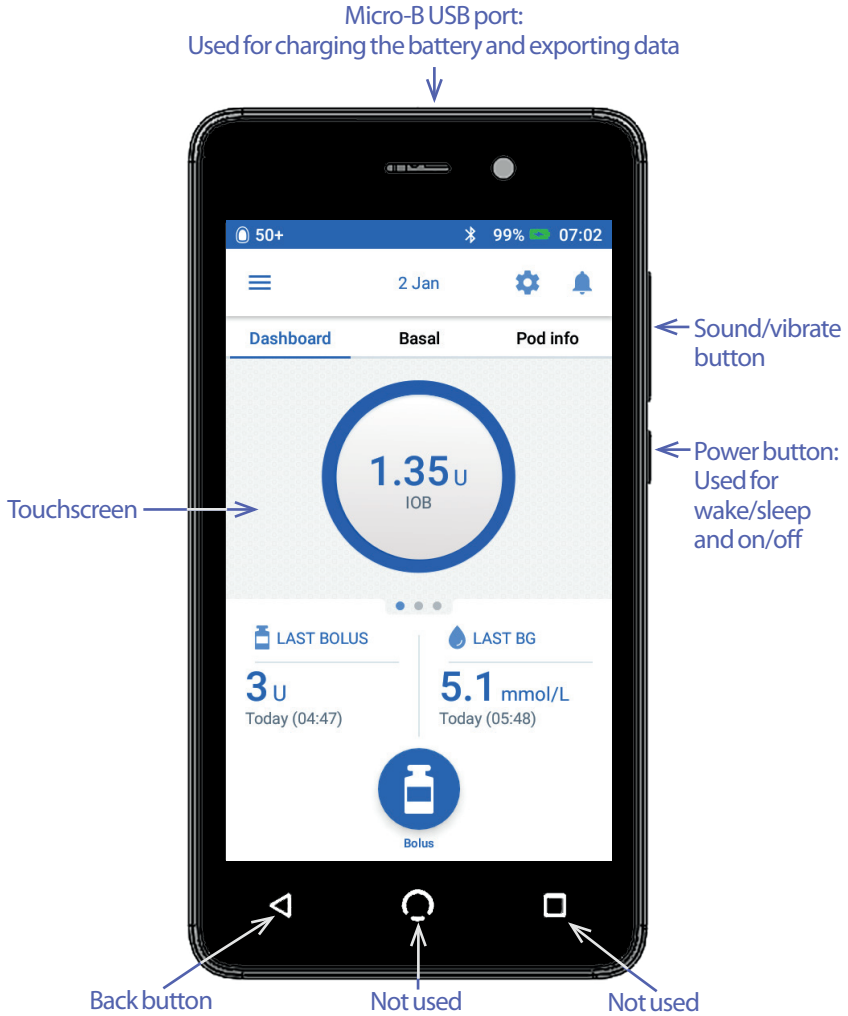 Micro-B USB port:
Used for charging the battery and exporting data
50+ 99% 07:02
2 Jan
Dashboard Basal Pod info
Sound/vibrate
button
1.35 U
IOB
Power button:
Used for
wake/sleep
and on/off
Touchscreen
LAST BOLUS LAST BG
3 U 5.1 mmol/L
Today (04:47) Today (05:48)
Bolus
Back button Not used Not used